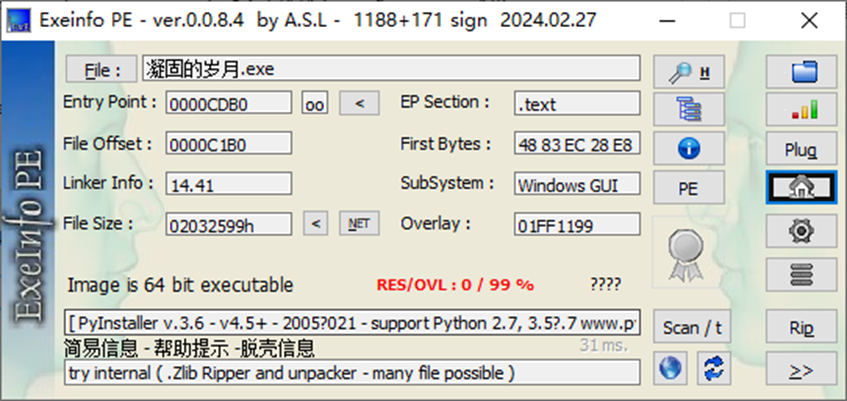 Exeinfo PE - ver.0.0.8.4 by A.S.L - 1188+171 sign 2024.02.27
File : 凝固的岁月.exe H
Entry Point : 0000CDB0 oo < EP Section : .text
File Offset : 0000C1B0 First Bytes : 48 83 EC 28 E8 Plug
Linker Info : 14.41 SubSystem : Windows GUI PE
File Size : 02032599h < NET Overlay : 01FF1199
Image is 64 bit executable RES/OVL : 0 / 99 % ????
[ PyInstaller v.3.6 - v4.5+ - 2005?021 - support Python 2.7, 3.5?.7 www.p Scan / t Rip
简易信息 - 帮助提示 -脱壳信息 31 ms.
try internal ( .Zlib Ripper and unpacker - many file possible ) >>
ExeInfo PE